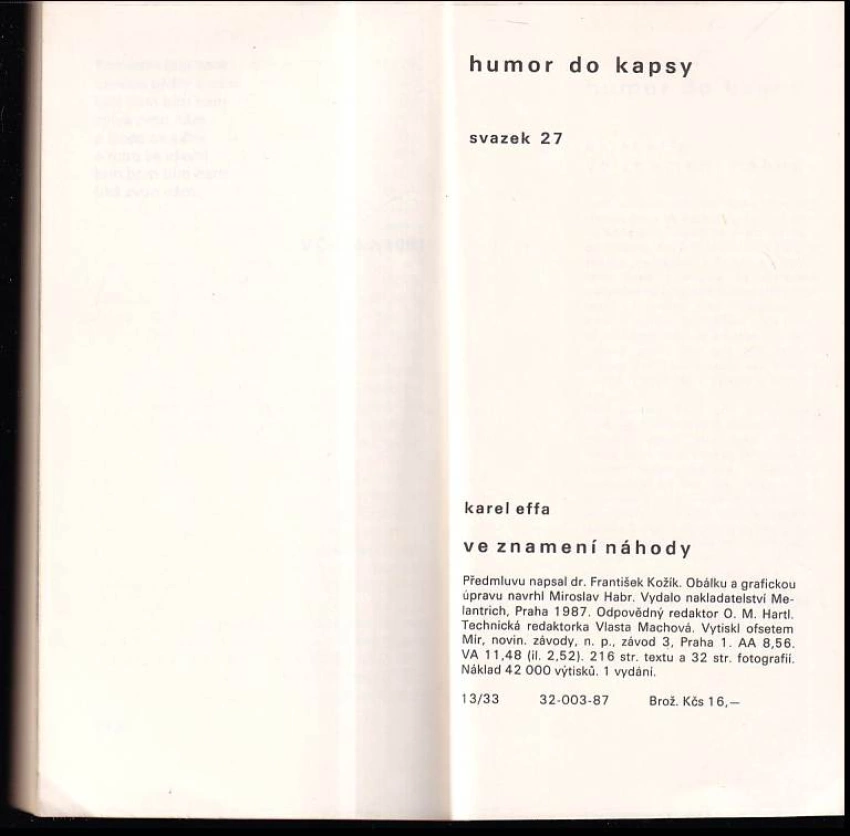 humor do kapsy
svazek 27
karel effa
ve znamení náhody
Předmluvu napsal dr. František Kožík. Obálku a grafickou
úpravu navrhl Miroslav Habr. Vydalo nakladatelství Me-
lantrich, Praha 1987. Odpovědný redaktor O. M. Hartl.
Technická redaktorka Vlasta Machová. Vytiskl ofsetem
Mír, novin. závody, n. p., závod 3, Praha 1. AA 8,56.
VA 11,48 (il. 2,52). 216 str. textu a 32 str. fotografií.
Náklad 42 000 výtisků. 1 vydání.
13/33 32-003-87 Brož. Kčs 16,—